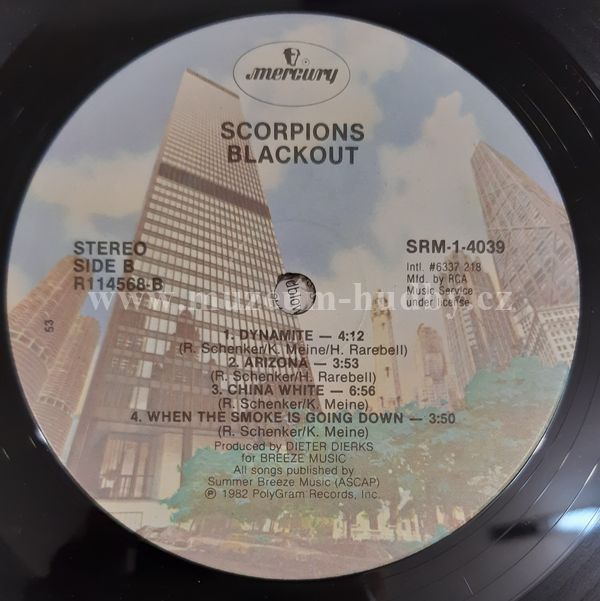 mercury
SCORPIONS
BLACKOUT
STEREO
SIDE B
R114568-B
SRM-1-4039
Intl. #6337 218
Mfd. by RCA
Music Service
under license
53
www.muzeum-hudby.cz
1. DYNAMITE — 4:12
(R. Schenker/K. Meine/H. Rarebell)
2. ARIZONA — 3:53
(R. Schenker/H. Rarebell)
3. CHINA WHITE — 6:56
(R. Schenker/K. Meine)
4. WHEN THE SMOKE IS GOING DOWN — 3:50
(R. Schenker/K. Meine)
Produced by DIETER DIERKS
for BREEZE MUSIC
All songs published by
Summer Breeze Music (ASCAP)
Ⓟ 1982 PolyGram Records, Inc.